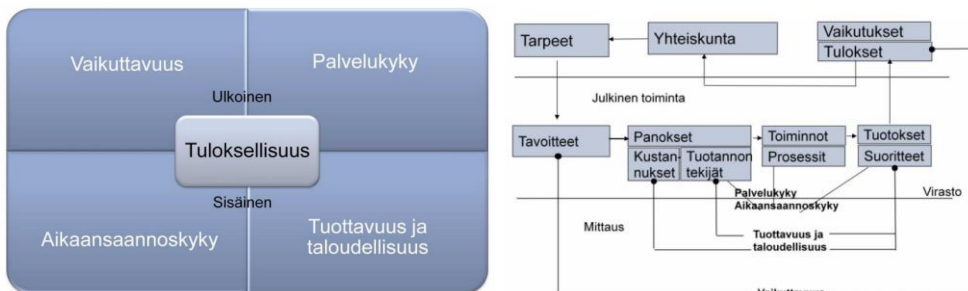 Vaikuttavuus
Palvelukyky
Ulkoinen
Tuloksellisuus
Sisäinen
Aikaansaannoskyky
Tuottavuus ja
taloudellisuus
Tarpeet
Yhteiskunta
Vaikutukset
Tulokset
Julkinen toiminta
Tavoitteet
Panokset
Kustan-
nukset
Tuotannon
tekijät
Toiminnot
Prosessit
Tuotokset
Suoritteet
Palvelukyky
Aikaansaannoskyky
Virasto
Mittaus
Tuottavuus ja
taloudellisuus